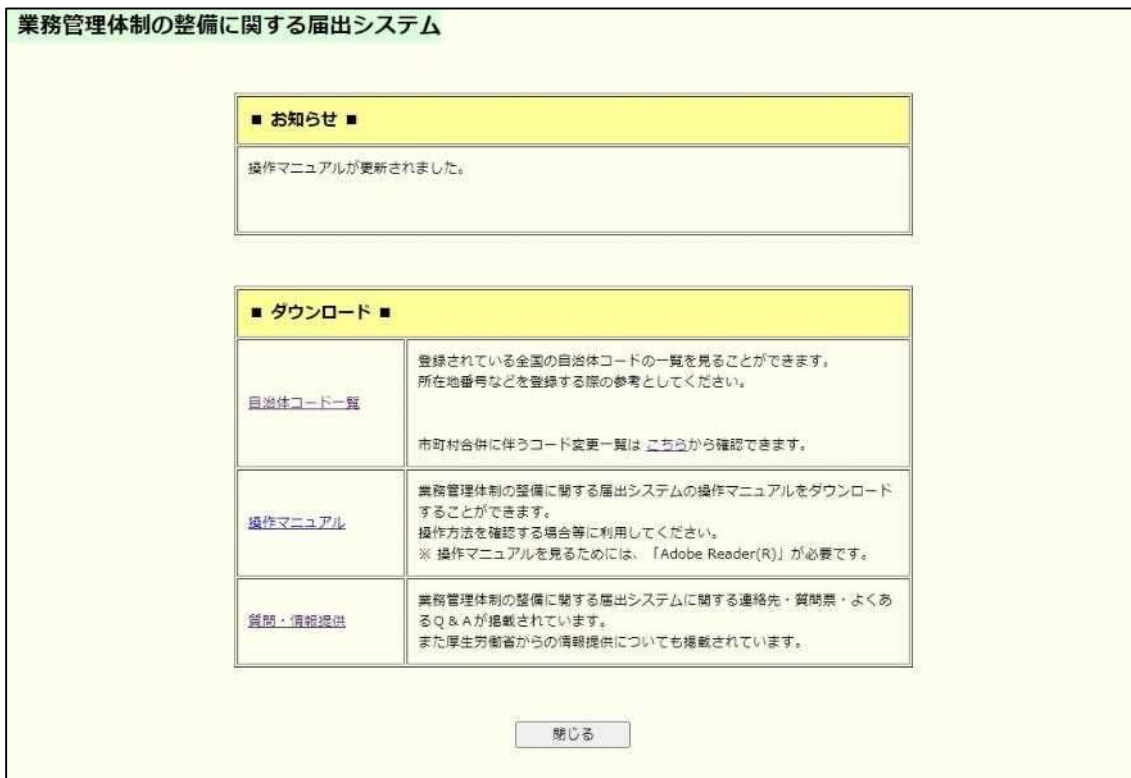 業務管理体制の整備に関する届出システム
■ お知らせ ■
操作マニュアルが更新されました。
■ ダウンロード ■
自治体コード一覧
登録されている全国の自治体コードの一覧を見ることができます。
所在地番号などを登録する際の参考としてください。
市町村合併に伴うコード変更一覧は こちらから確認できます。
操作マニュアル
業務管理体制の整備に関する届出システムの操作マニュアルをダウンロード
することができます。
操作方法を確認する場合等に利用してください。
※ 操作マニュアルを見るためには、「Adobe Reader(R)」が必要です。
質問・情報提供
業務管理体制の整備に関する届出システムに関する連絡先・質問票・よくあ
るQ&Aが掲載されています。
また厚生労働省からの情報提供についても掲載されています。
閉じる